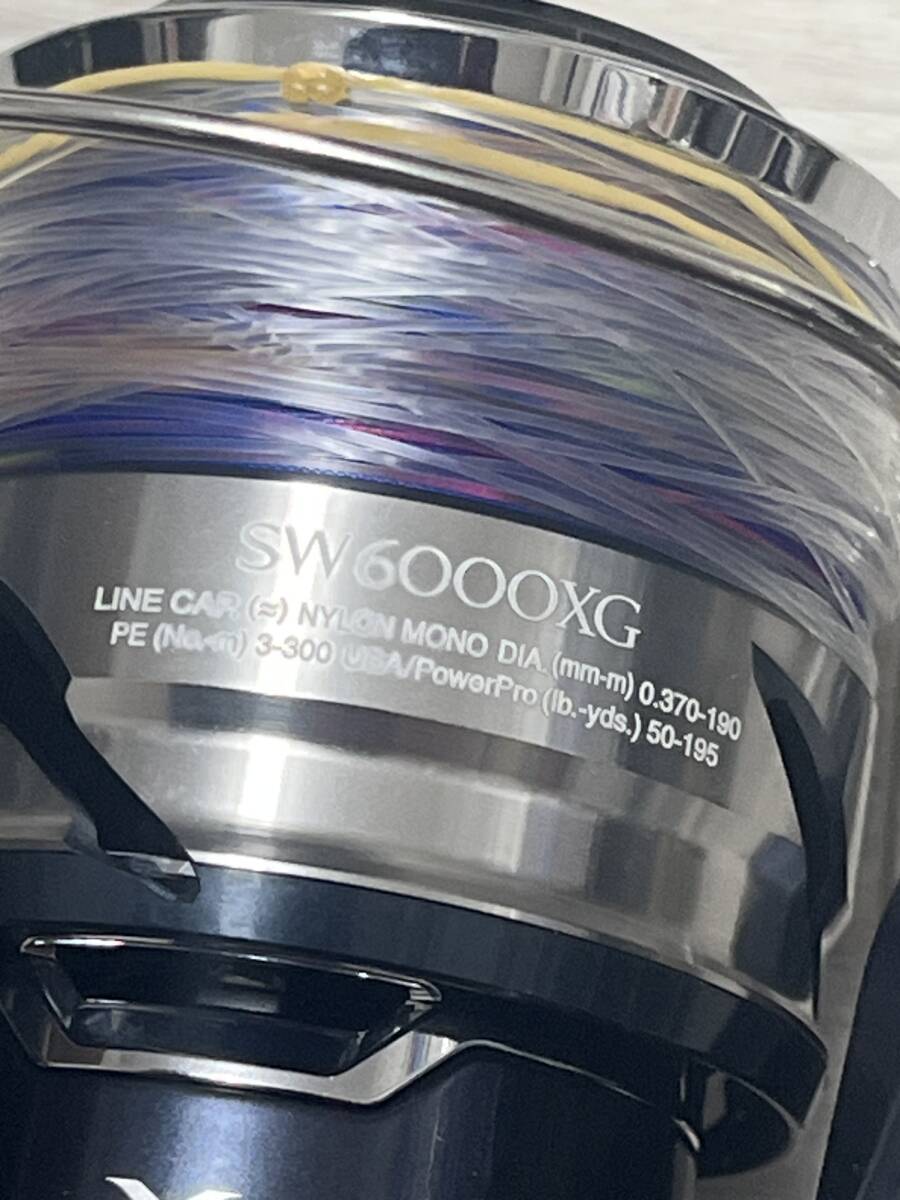 SW6000XG
LINE CAP. (≈) NYLON MONO DIA. (mm-m) 0.370-190
PE (No.-m) 3-300 USA/PowerPro (lb.-yds.) 50-195